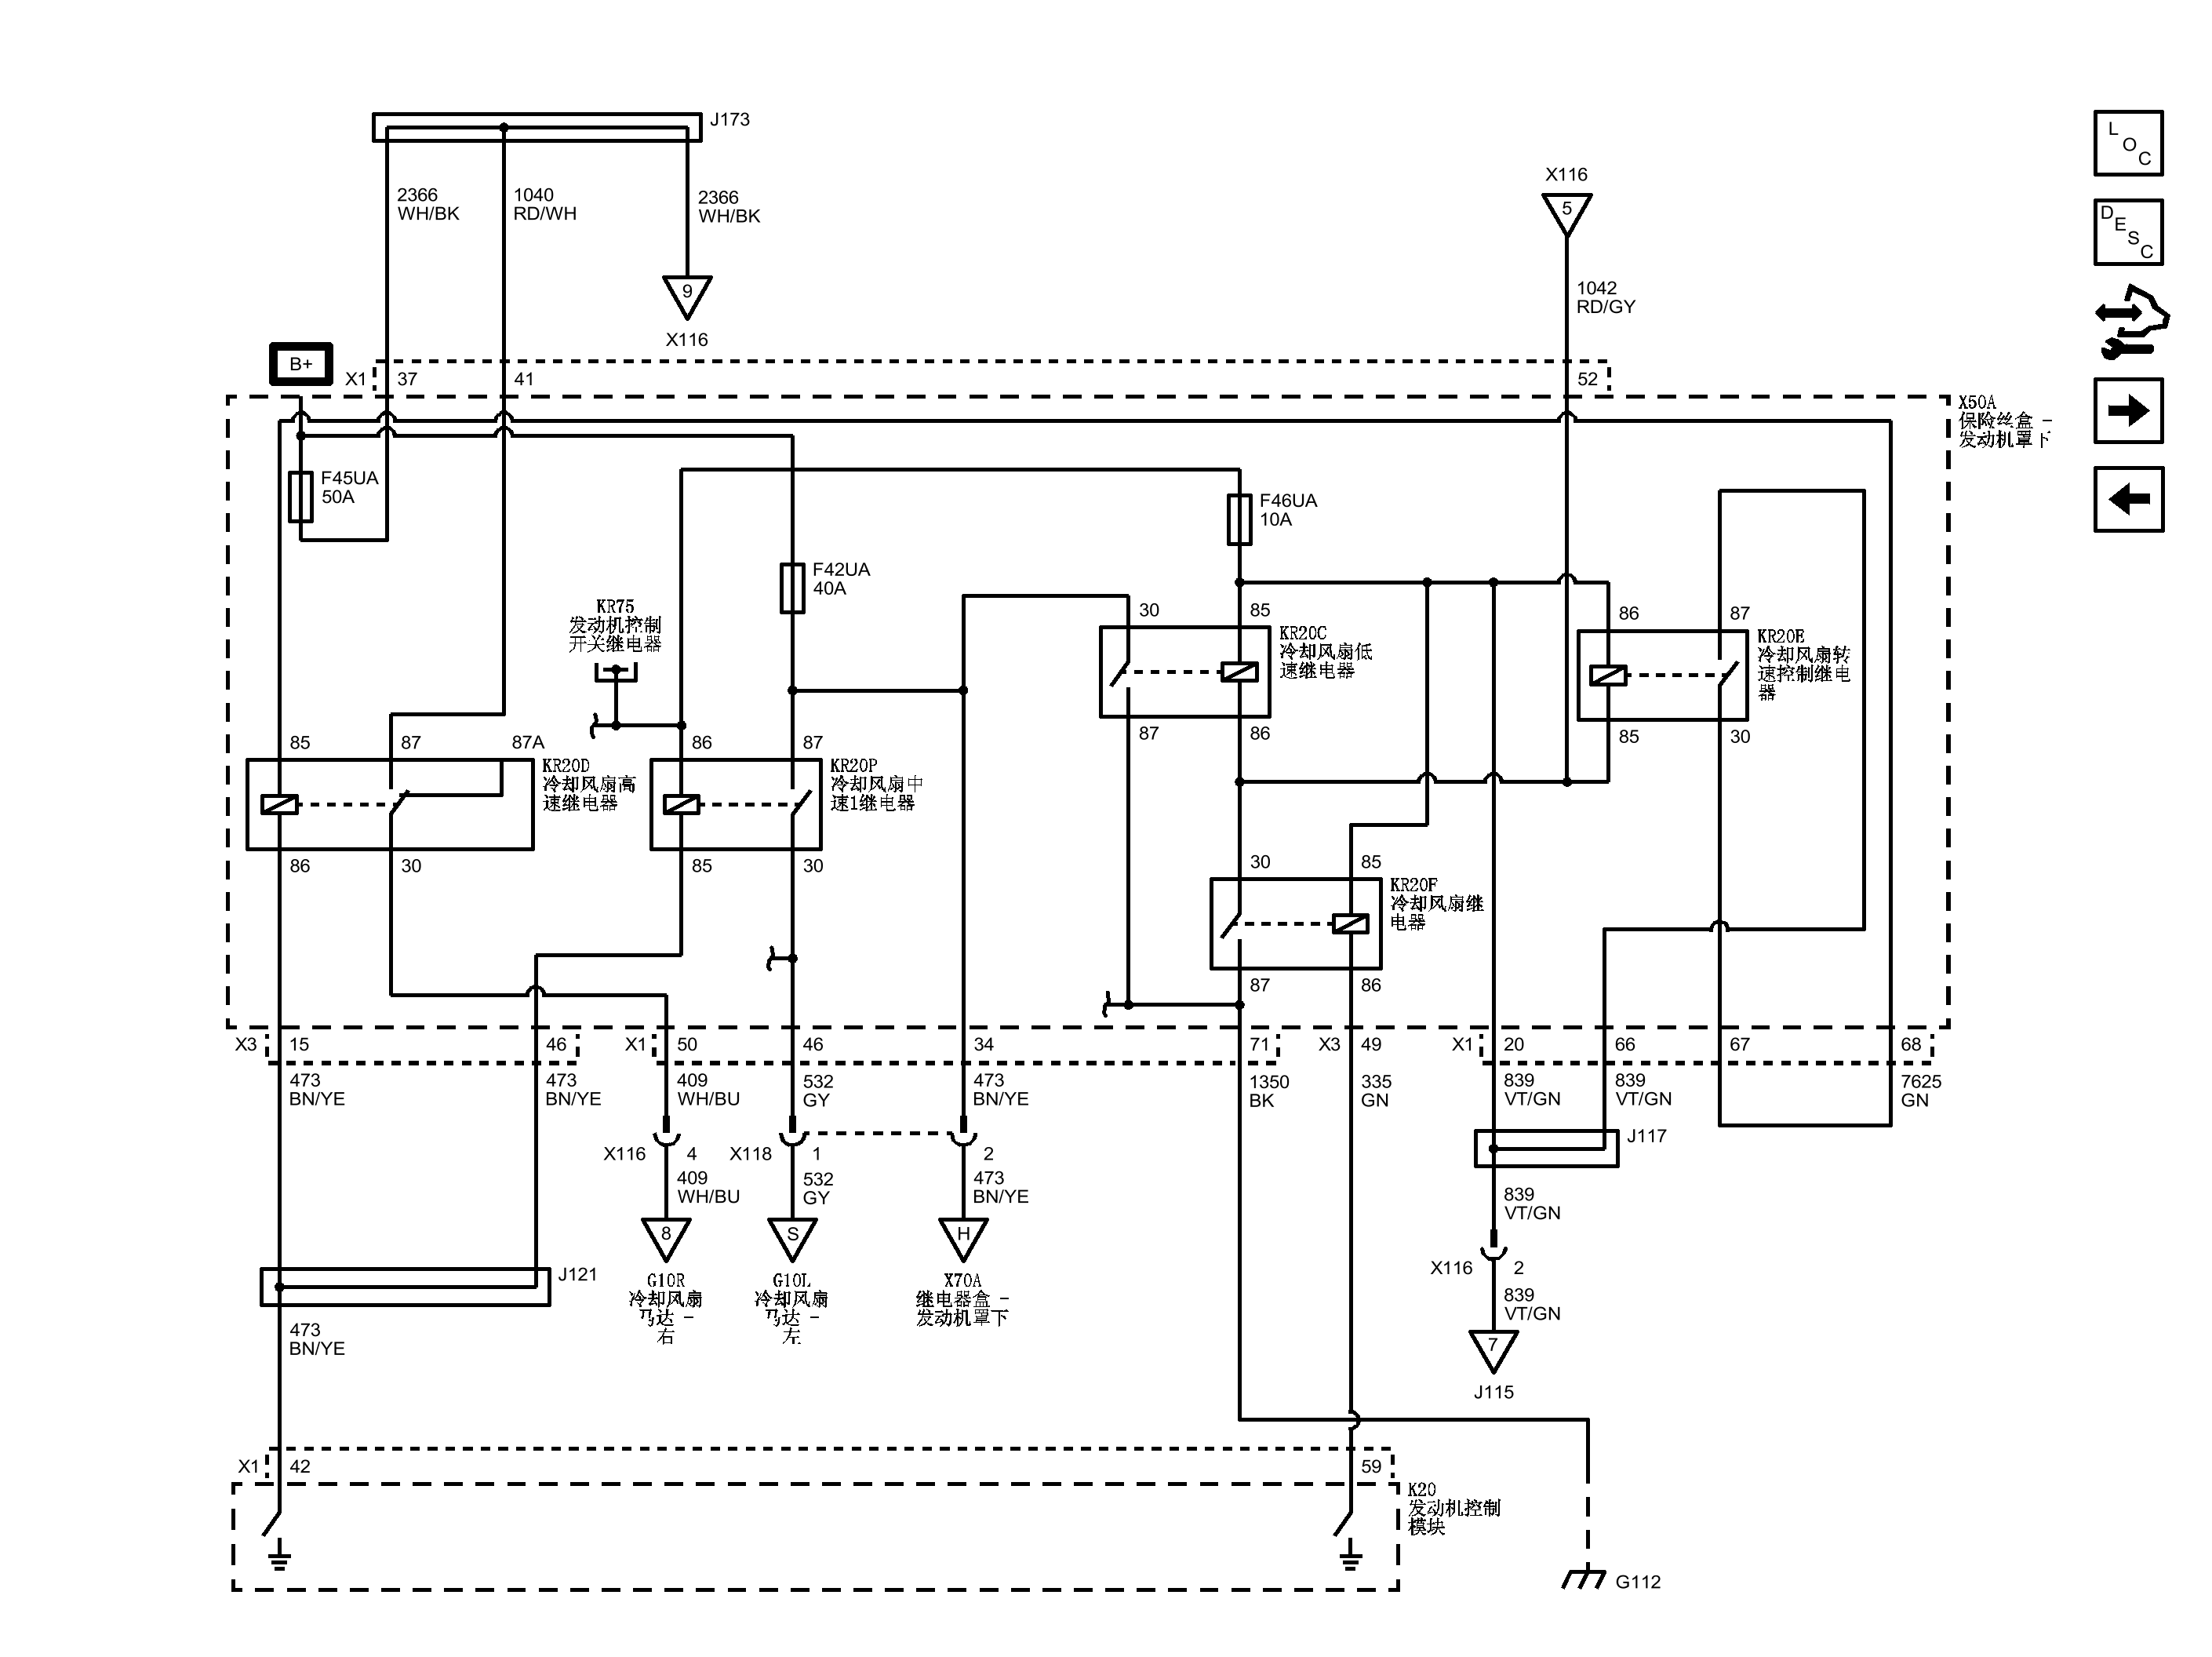 J173
2366
WH/BK
1040
RD/WH
2366
WH/BK
9
X116
X116
5
1042
RD/GY
L
O
C
D
E
S
C
B+
X1
37
41
52
X50A
保险丝盒 -
发动机罩下
F45UA
50A
F46UA
10A
F42UA
40A
KR75
发动机控制
开关继电器
30
85
KR20C
冷却风扇低
速继电器
87
86
86
87
KR20E
冷却风扇转
速控制继电
器
85
30
85
87
87A
KR20D
冷却风扇高
速继电器
86
30
86
87
KR20P
冷却风扇中
速1继电器
85
30
30
85
KR20F
冷却风扇继
电器
87
86
X3
15
46
X1
50
46
34
71
X3
49
X1
20
66
67
68
473
BN/YE
473
BN/YE
409
WH/BU
532
GY
473
BN/YE
1350
BK
335
GN
839
VT/GN
839
VT/GN
7625
GN
J117
X116
4
X118
1
2
409
WH/BU
532
GY
473
BN/YE
839
VT/GN
8
S
H
X116
2
J121
G10R
冷却风扇
马达 -
右
G10L
冷却风扇
马达 -
左
X70A
继电器盒 -
发动机罩下
839
VT/GN
473
BN/YE
7
J115
X1
42
59
K20
发动机控制
模块
G112